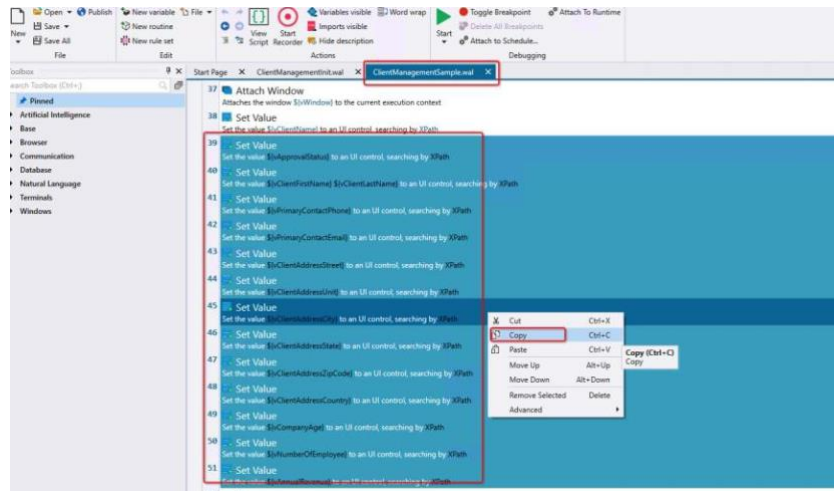 Open Publish New variable File Variables visible Word wrap Toggle Breakpoint Attach To Runtime
New Save New routine View Script Start Recorder Imports visible Start Delete All Breakpoints
Save All New rule set Hide description Attach to Schedule...
File Edit Actions Debugging
Toolbox Start Page X ClientManagementInit.wal X ClientManagementSample.wal X
Search Toolbox (Ctrl+;)
Pinned
Artificial Intelligence
Base
Browser
Communication
Database
Natural Language
Terminals
Windows
37 Attach Window
Attaches the window ${vWindow} to the current execution context
38 Set Value
Set the value ${vClientName} to an UI control, searching by XPath
39 Set Value
Set the value ${vApprovalStatus} to an UI control, searching by XPath
40 Set Value
Set the value ${vClientFirstName} ${vClientLastName} to an UI control, searching by XPath
41 Set Value
Set the value ${vPrimaryContactPhone} to an UI control, searching by XPath
42 Set Value
Set the value ${vPrimaryContactEmail} to an UI control, searching by XPath
43 Set Value
Set the value ${vClientAddressStreet} to an UI control, searching by XPath
44 Set Value
Set the value ${vClientAddressUnit} to an UI control, searching by XPath
45 Set Value
Set the value ${vClientAddressCity} to an UI control, searching by XPath
46 Set Value
Set the value ${vClientAddressState} to an UI control, searching by XPath
47 Set Value
Set the value ${vClientAddressZipCode} to an UI control, searching by XPath
48 Set Value
Set the value ${vClientAddressCountry} to an UI control, searching by XPath
49 Set Value
Set the value ${vCompanyAge} to an UI control, searching by XPath
50 Set Value
Set the value ${vNumberOfEmployee} to an UI control, searching by XPath
51 Set Value
Set the value ${vAnnualRevenue} to an UI control, searching by XPath
Cut Ctrl+X
Copy Ctrl+C
Paste Ctrl+V
Move Up Alt+Up
Move Down Alt+Down
Remove Selected Delete
Advanced
Copy (Ctrl+C)
Copy